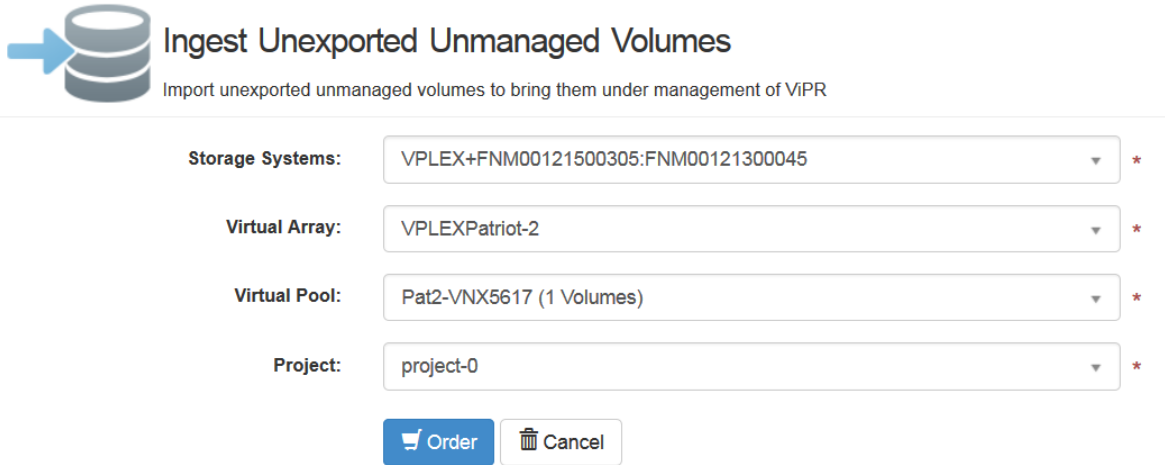 Ingest Unexported Unmanaged Volumes
Import unexported unmanaged volumes to bring them under management of ViPR
Storage Systems: VPLEX+FNM00121500305:FNM00121300045 *
Virtual Array: VPLEXPatriot-2 *
Virtual Pool: Pat2-VNX5617 (1 Volumes) *
Project: project-0 *
Order Cancel